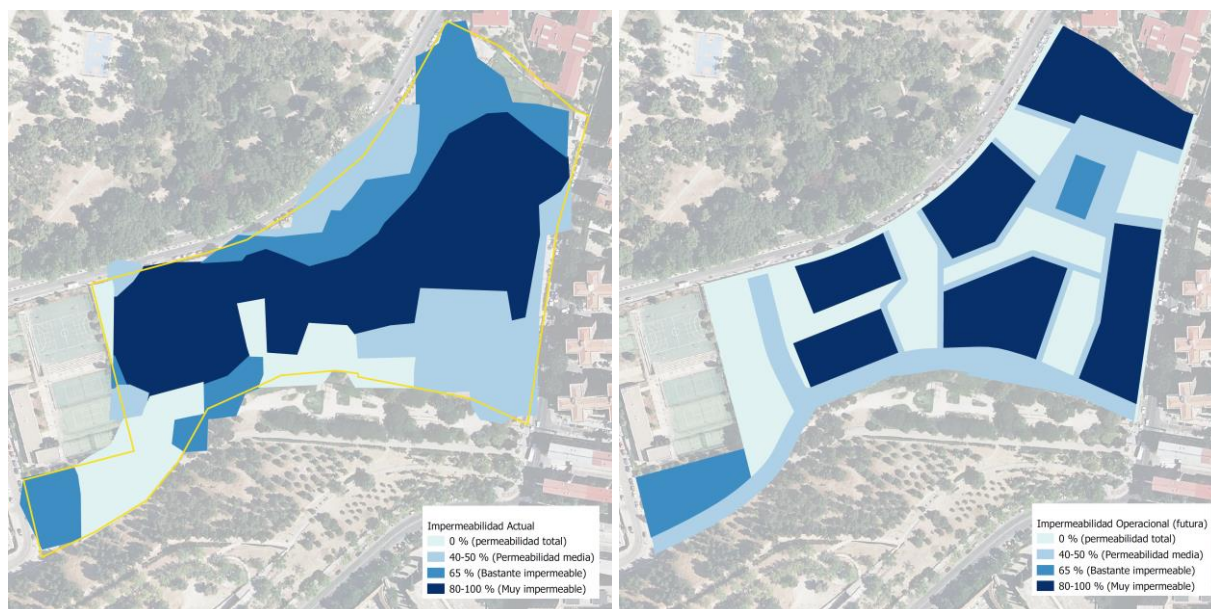 Impermeabilidad Actual
0 % (permeabilidad total)
40-50 % (Permeabilidad media)
65 % (Bastante impermeable)
80-100 % (Muy impermeable)
Impermeabilidad Operacional (futura)
0 % (permeabilidad total)
40-50 % (Permeabilidad media)
65 % (Bastante impermeable)
80-100 % (Muy impermeable)